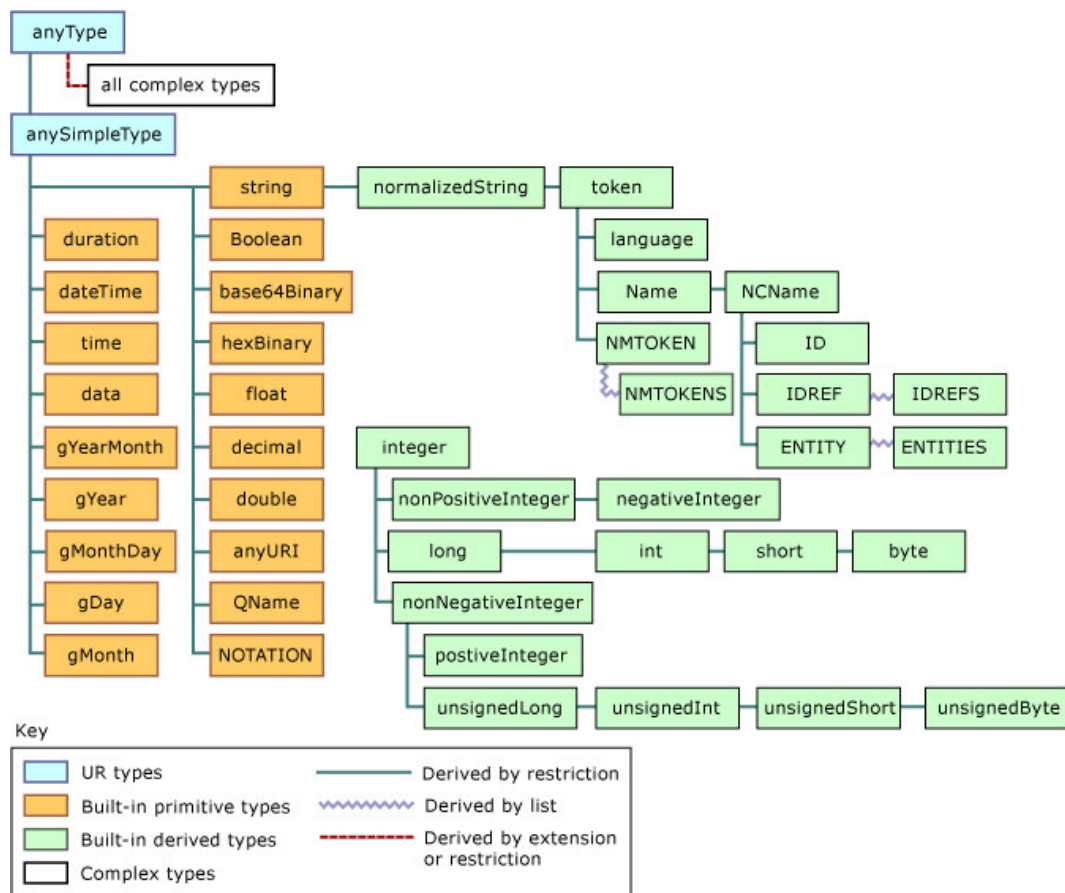 anyType
all complex types
anySimpleType
string
normalizedString
token
duration
Boolean
language
dateTime
base64Binary
Name
NCName
time
hexBinary
NMTOKEN
ID
data
float
NMTOKENS
IDREF
IDREFS
gYearMonth
decimal
integer
ENTITY
ENTITIES
gYear
double
nonPositiveInteger
negativeInteger
gMonthDay
anyURI
long
int
short
byte
gDay
QName
nonNegativeInteger
gMonth
NOTATION
postiveInteger
unsignedLong
unsignedInt
unsignedShort
unsignedByte
Key
UR types
Built-in primitive types
Built-in derived types
Complex types
Derived by restriction
Derived by list
Derived by extension
or restriction